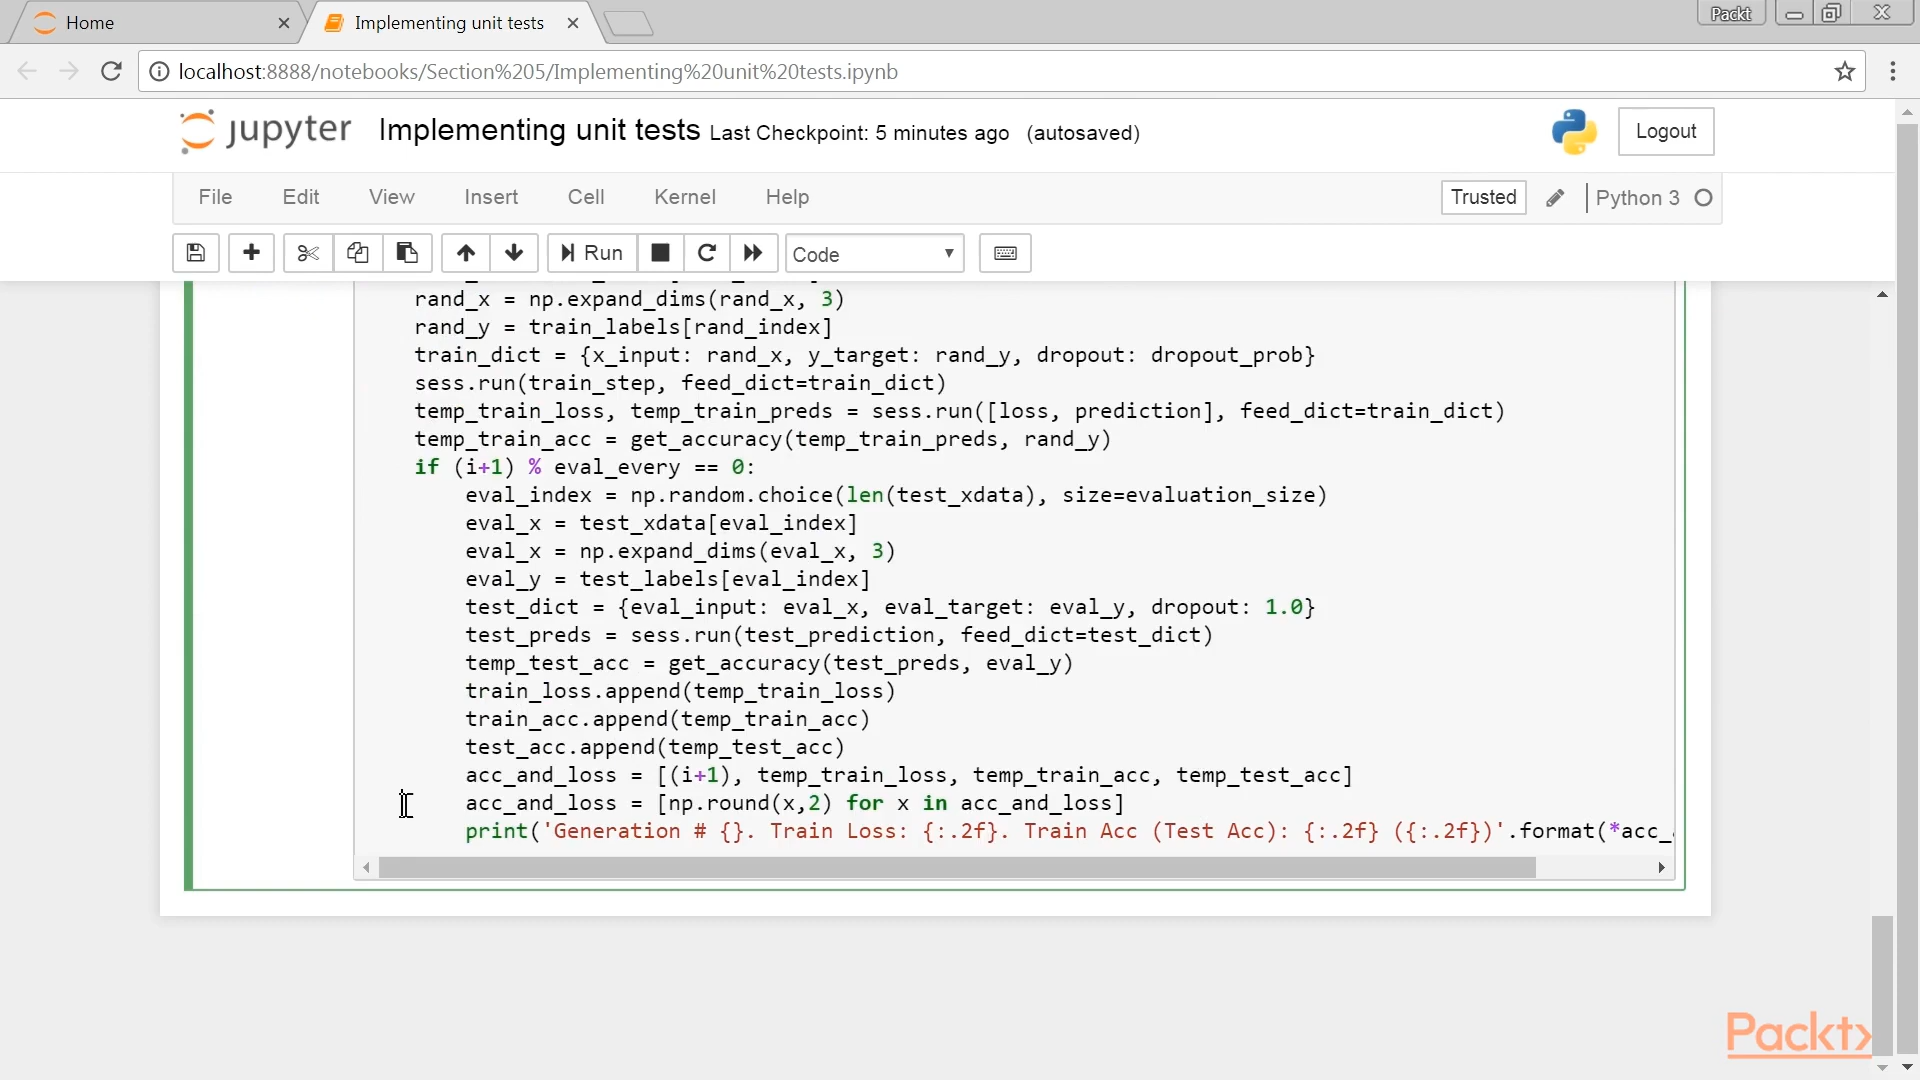 Home
Implementing unit tests
Packt
localhost:8888/notebooks/Section%205/Implementing%20unit%20tests.ipynb
jupyter Implementing unit tests Last Checkpoint: 5 minutes ago (autosaved)
Logout
File Edit View Insert Cell Kernel Help
Trusted
Python 3
Run
Code
rand_x = np.expand_dims(rand_x, 3)
rand_y = train_labels[rand_index]
train_dict = {x_input: rand_x, y_target: rand_y, dropout: dropout_prob}
sess.run(train_step, feed_dict=train_dict)
temp_train_loss, temp_train_preds = sess.run([loss, prediction], feed_dict=train_dict)
temp_train_acc = get_accuracy(temp_train_preds, rand_y)
if (i+1) % eval_every == 0:
eval_index = np.random.choice(len(test_xdata), size=evaluation_size)
eval_x = test_xdata[eval_index]
eval_x = np.expand_dims(eval_x, 3)
eval_y = test_labels[eval_index]
test_dict = {eval_input: eval_x, eval_target: eval_y, dropout: 1.0}
test_preds = sess.run(test_prediction, feed_dict=test_dict)
temp_test_acc = get_accuracy(test_preds, eval_y)
train_loss.append(temp_train_loss)
train_acc.append(temp_train_acc)
test_acc.append(temp_test_acc)
acc_and_loss = [(i+1), temp_train_loss, temp_train_acc, temp_test_acc]
acc_and_loss = [np.round(x,2) for x in acc_and_loss]
print('Generation # {}. Train Loss: {:.2f}. Train Acc (Test Acc): {:.2f} ({:.2f})'.format(*acc_
Packt